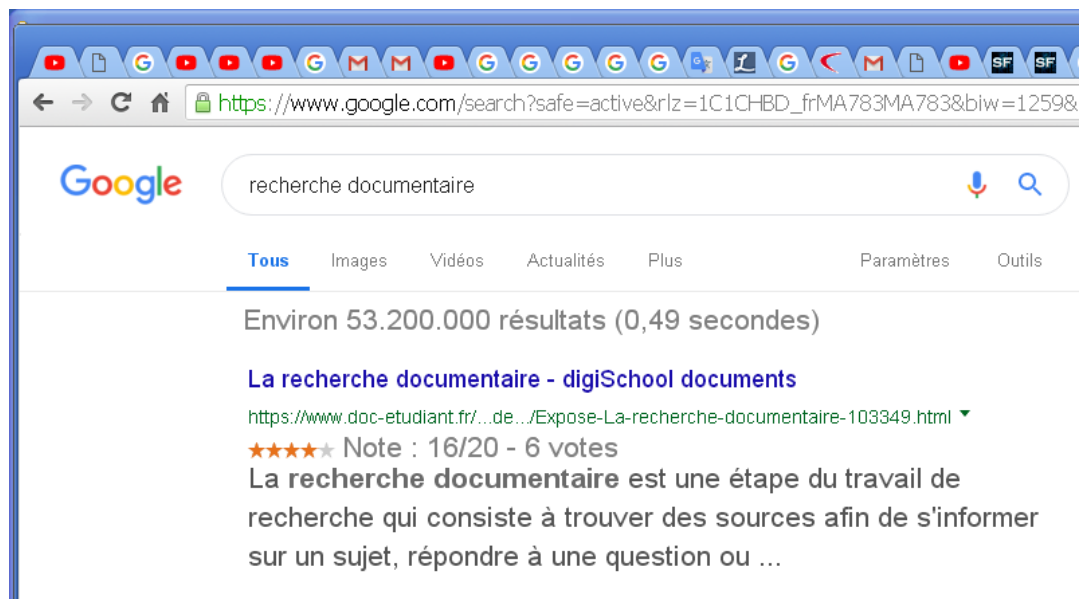 SF SF
https://www.google.com/search?safe=active&rlz=1C1CHBD_frMA783MA783&biw=1259&
Google recherche documentaire
Tous Images Vidéos Actualités Plus Paramètres Outils
Environ 53.200.000 résultats (0,49 secondes)
La recherche documentaire - digiSchool documents
https://www.doc-etudiant.fr/...de.../Expose-La-recherche-documentaire-103349.html
Note : 16/20 - 6 votes
La recherche documentaire est une étape du travail de
recherche qui consiste à trouver des sources afin de s'informer
sur un sujet, répondre à une question ou ...